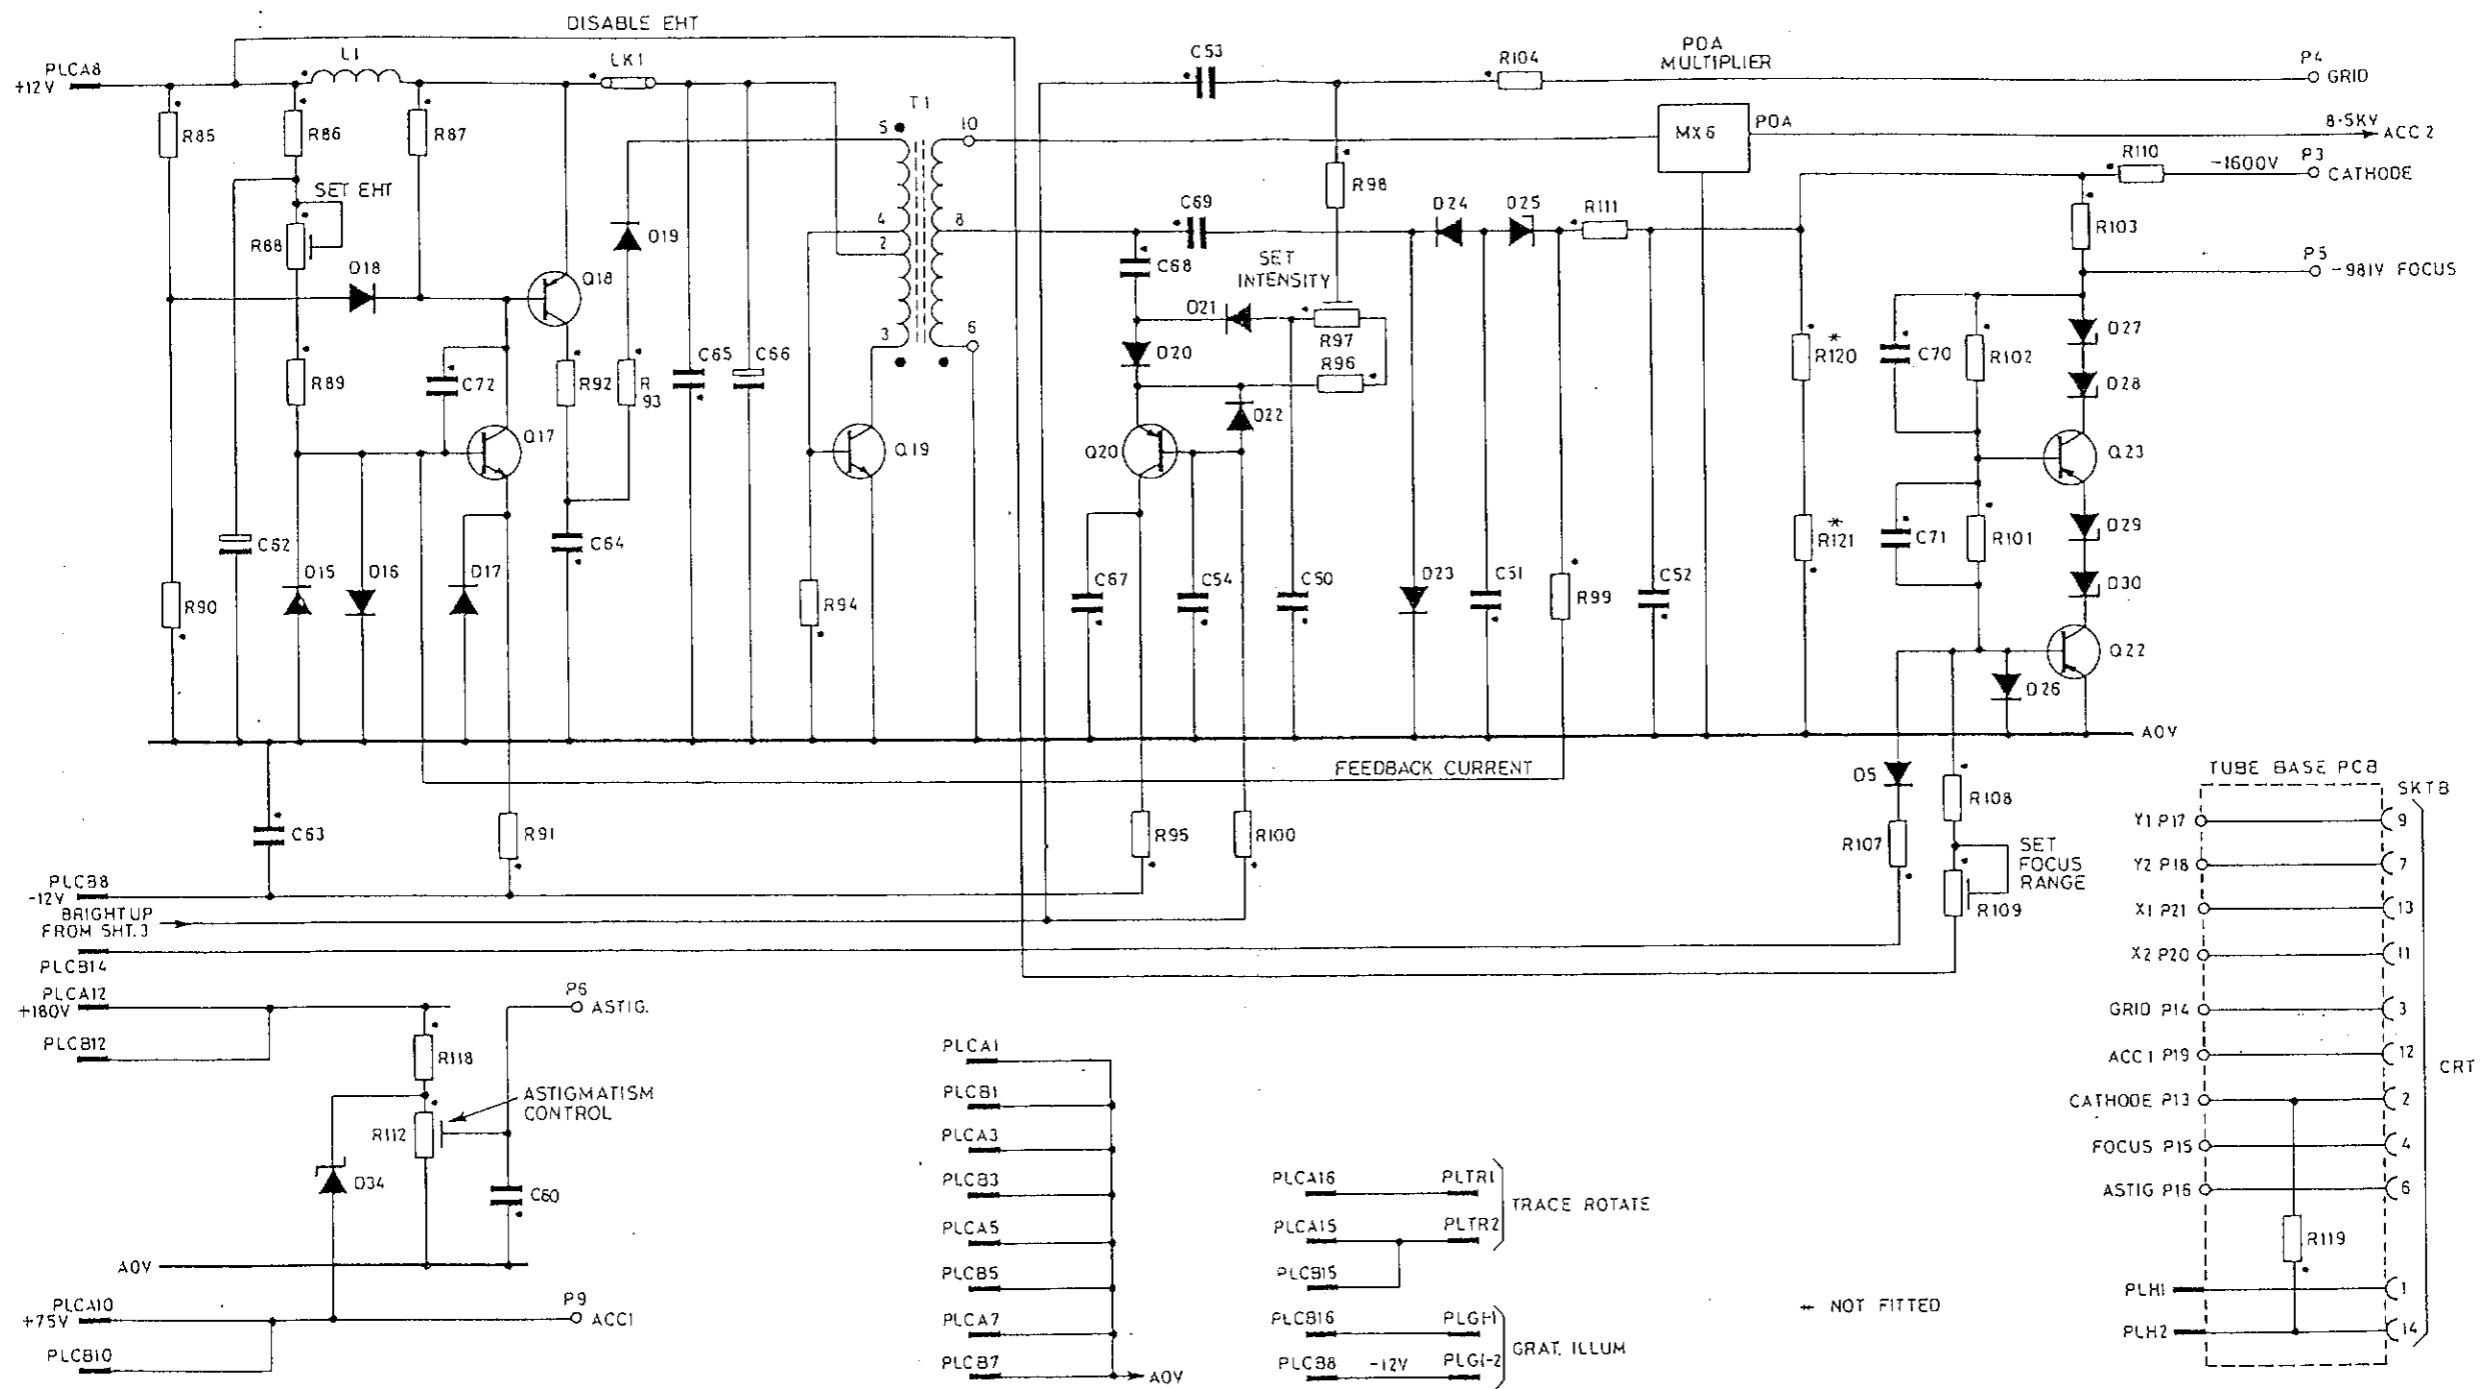 DISABLE EHT
PLCA8
+12V
L1
LK1
C53
R104
POA
MULTIPLIER
P4
GRID
R85
R86
R87
T1
5
10
MX6
POA
8·5KV
ACC 2
SET EHT
R88
D18
Q18
D19
4
2
8
3
6
C69
R98
D24
D25
R111
R110
-1600V
P3
CATHODE
R103
P5
-981V FOCUS
C68
SET
INTENSITY
D21
R97
R96
D20
D22
R89
C72
R92
R
93
C65
C66
Q17
Q19
Q20
*
R120
C70
R102
D27
D28
Q23
C62
D15
D16
D17
C64
R90
R94
C67
C54
C50
D23
C51
R99
C52
*
R121
C71
R101
D29
D30
Q22
D26
A0V
FEEDBACK CURRENT
C63
R91
R95
R100
D5
R107
R108
SET
FOCUS
RANGE
R109
PLCB8
-12V
BRIGHTUP
FROM SHT.3
PLCB14
PLCA12
+180V
PLCB12
P6
ASTIG.
R118
ASTIGMATISM
CONTROL
R112
D34
C60
A0V
PLCA10
+75V
P9
ACC1
PLCB10
PLCA1
PLCB1
PLCA3
PLCB3
PLCA5
PLCB5
PLCA7
PLCB7
A0V
PLCA16
PLTR1
PLCA15
PLTR2
TRACE ROTATE
PLCB15
PLCB16
PLGI-1
PLCB8
-12V
PLGI-2
GRAT. ILLUM
* NOT FITTED
TUBE BASE PCB
SKTB
Y1 P17
9
Y2 P18
7
X1 P21
13
X2 P20
11
GRID P14
3
ACC 1 P19
12
CATHODE P13
2
FOCUS P15
4
ASTIG P16
6
R119
PLH1
1
PLH2
14
CRT